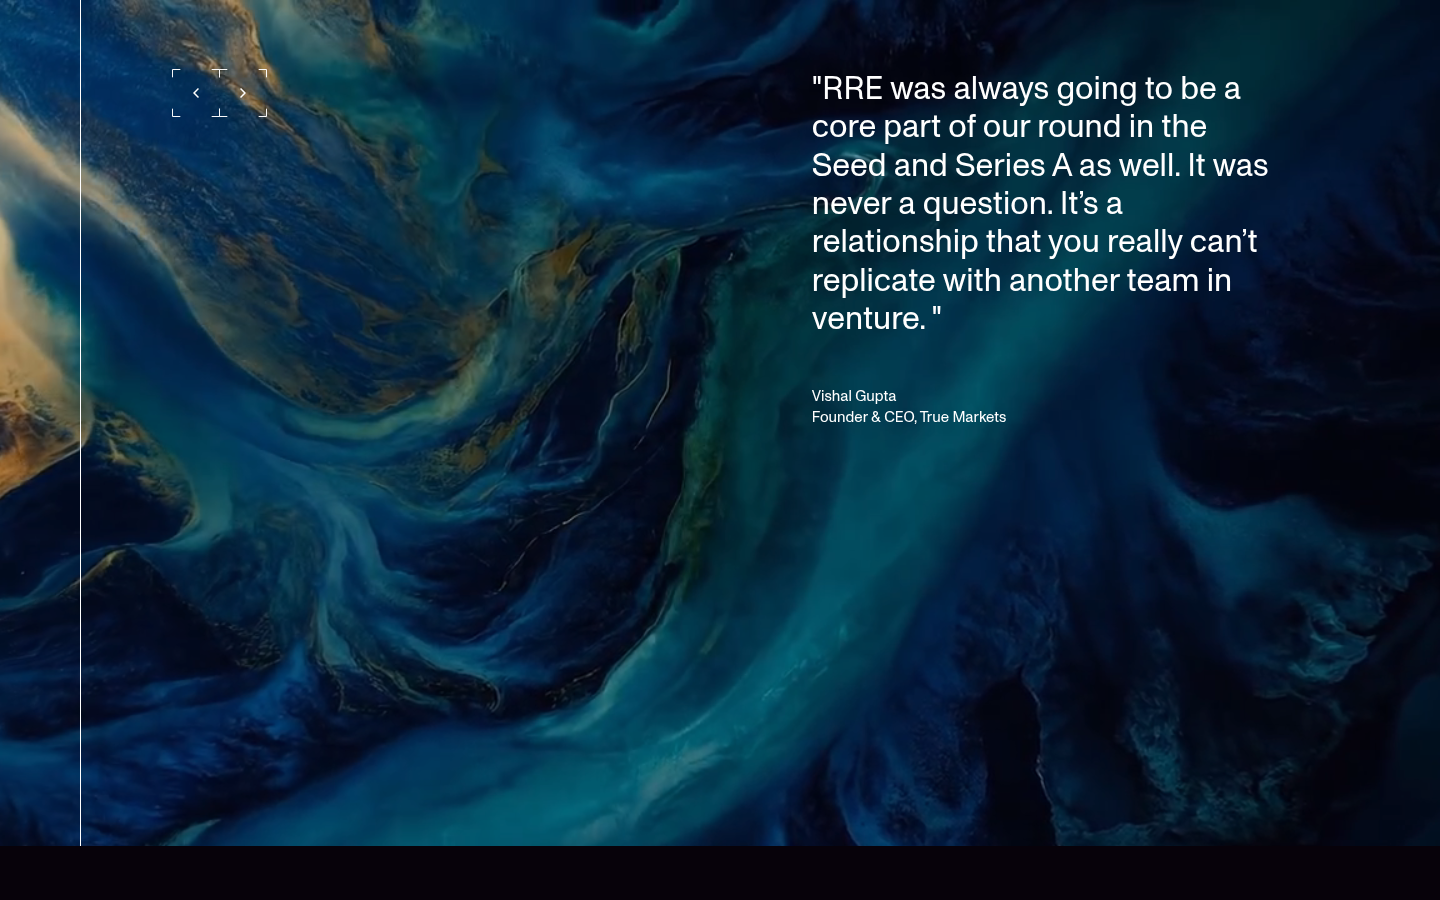 "RRE was always going to be a
core part of our round in the
Seed and Series A as well. It was
never a question. It’s a
relationship that you really can’t
replicate with another team in
venture. "
Vishal Gupta
Founder & CEO, True Markets